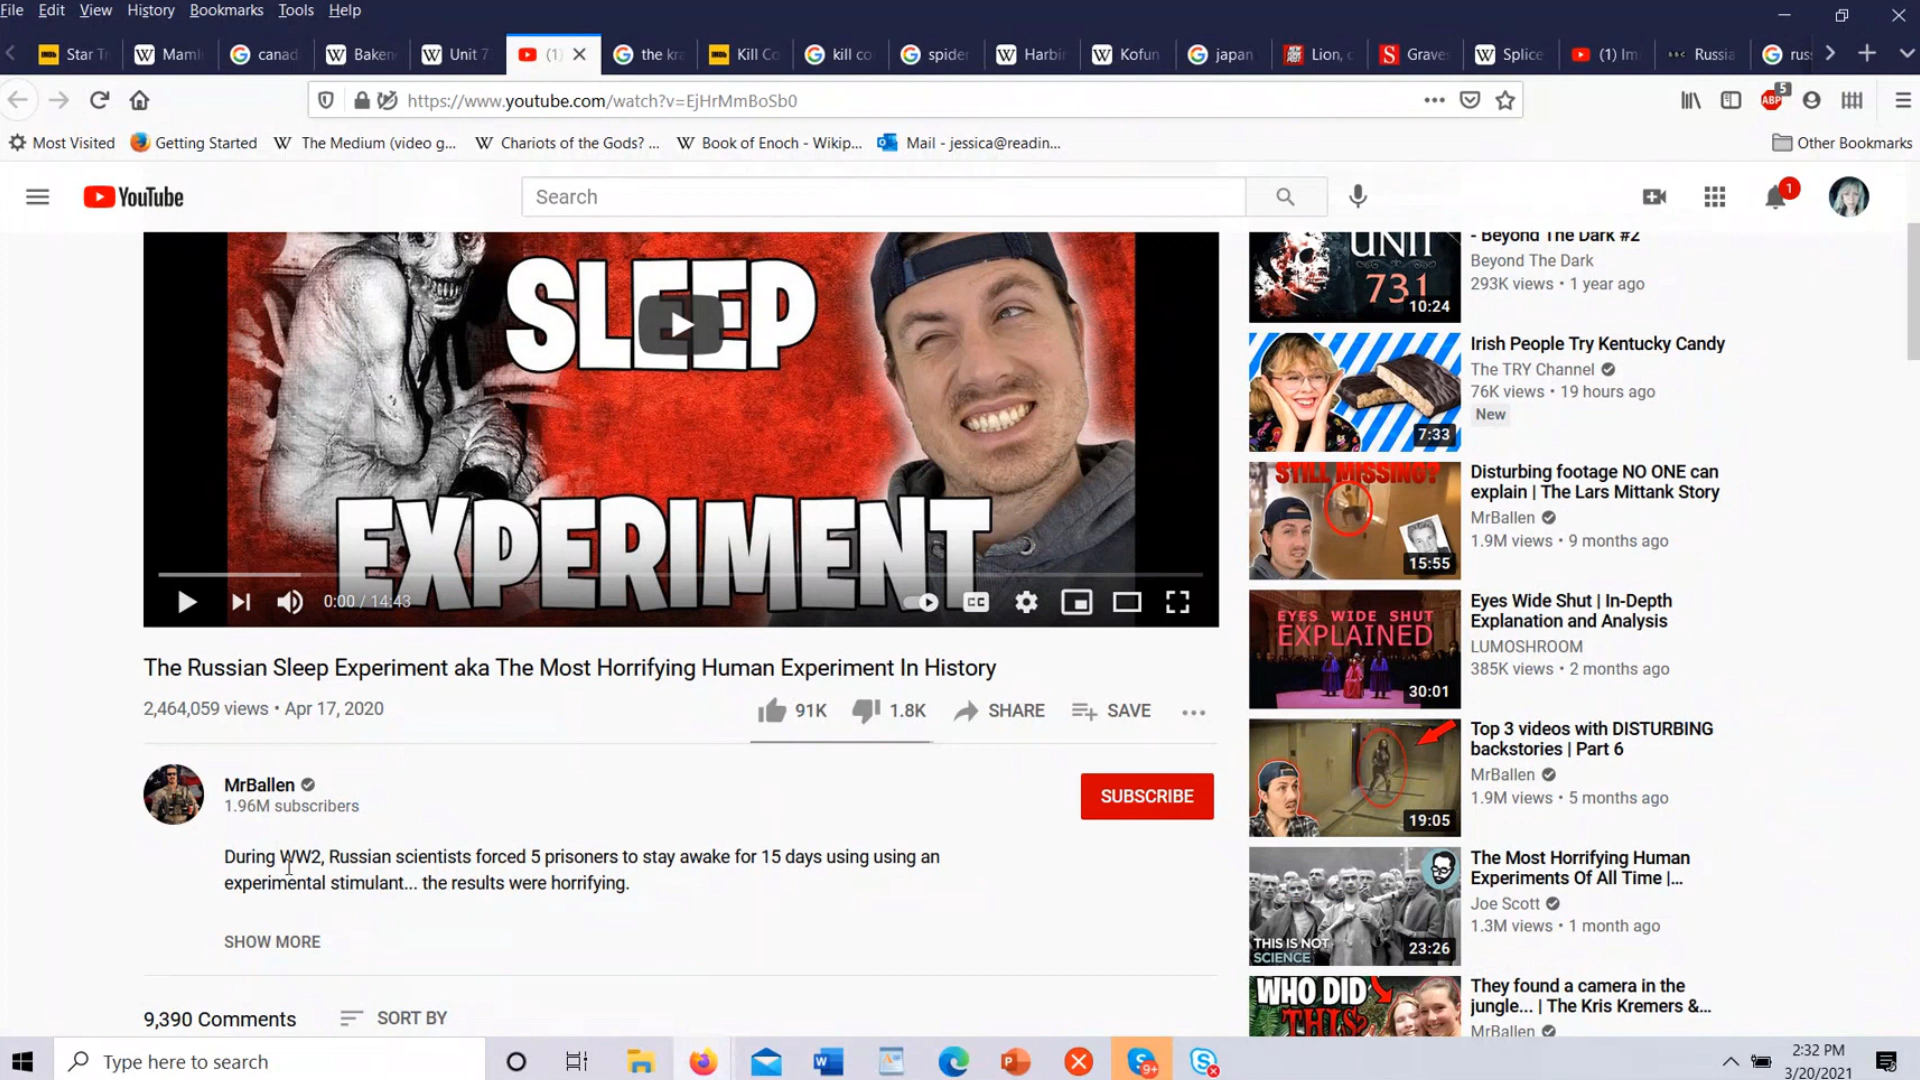 File Edit View History Bookmarks Tools Help
Star T Maml canad Baken Unit 7 (1) the kr Kill Co kill co spider Harbin Kofun japan Lion, c Grave Splice (1) Im Russia rus
https://www.youtube.com/watch?v=EjHrMmBoSb0
ABP 5
Most Visited Getting Started The Medium (video g... Chariots of the Gods? ... Book of Enoch - Wikip... Mail - jessica@readin... Other Bookmarks
YouTube
Search
1
SLEEP
EXPERIMENT
0:00 / 14:43
CC
The Russian Sleep Experiment aka The Most Horrifying Human Experiment In History
2,464,059 views • Apr 17, 2020
91K 1.8K SHARE SAVE
MrBallen
1.96M subscribers
SUBSCRIBE
During WW2, Russian scientists forced 5 prisoners to stay awake for 15 days using using an
experimental stimulant... the results were horrifying.
SHOW MORE
9,390 Comments SORT BY
UNIT
731
10:24
- Beyond The Dark #2
Beyond The Dark
293K views • 1 year ago
7:33
Irish People Try Kentucky Candy
The TRY Channel
76K views • 19 hours ago
New
STILL MISSING?
15:55
Disturbing footage NO ONE can
explain | The Lars Mittank Story
MrBallen
1.9M views • 9 months ago
EYES WIDE SHUT
EXPLAINED
30:01
Eyes Wide Shut | In-Depth
Explanation and Analysis
LUMOSHROOM
385K views • 2 months ago
19:05
Top 3 videos with DISTURBING
backstories | Part 6
MrBallen
1.9M views • 5 months ago
THIS IS NOT
SCIENCE
23:26
The Most Horrifying Human
Experiments Of All Time |...
Joe Scott
1.3M views • 1 month ago
WHO DID
THIS?
They found a camera in the
jungle... | The Kris Kremers &...
MrBallen
Type here to search
9+
2:32 PM
3/20/2021